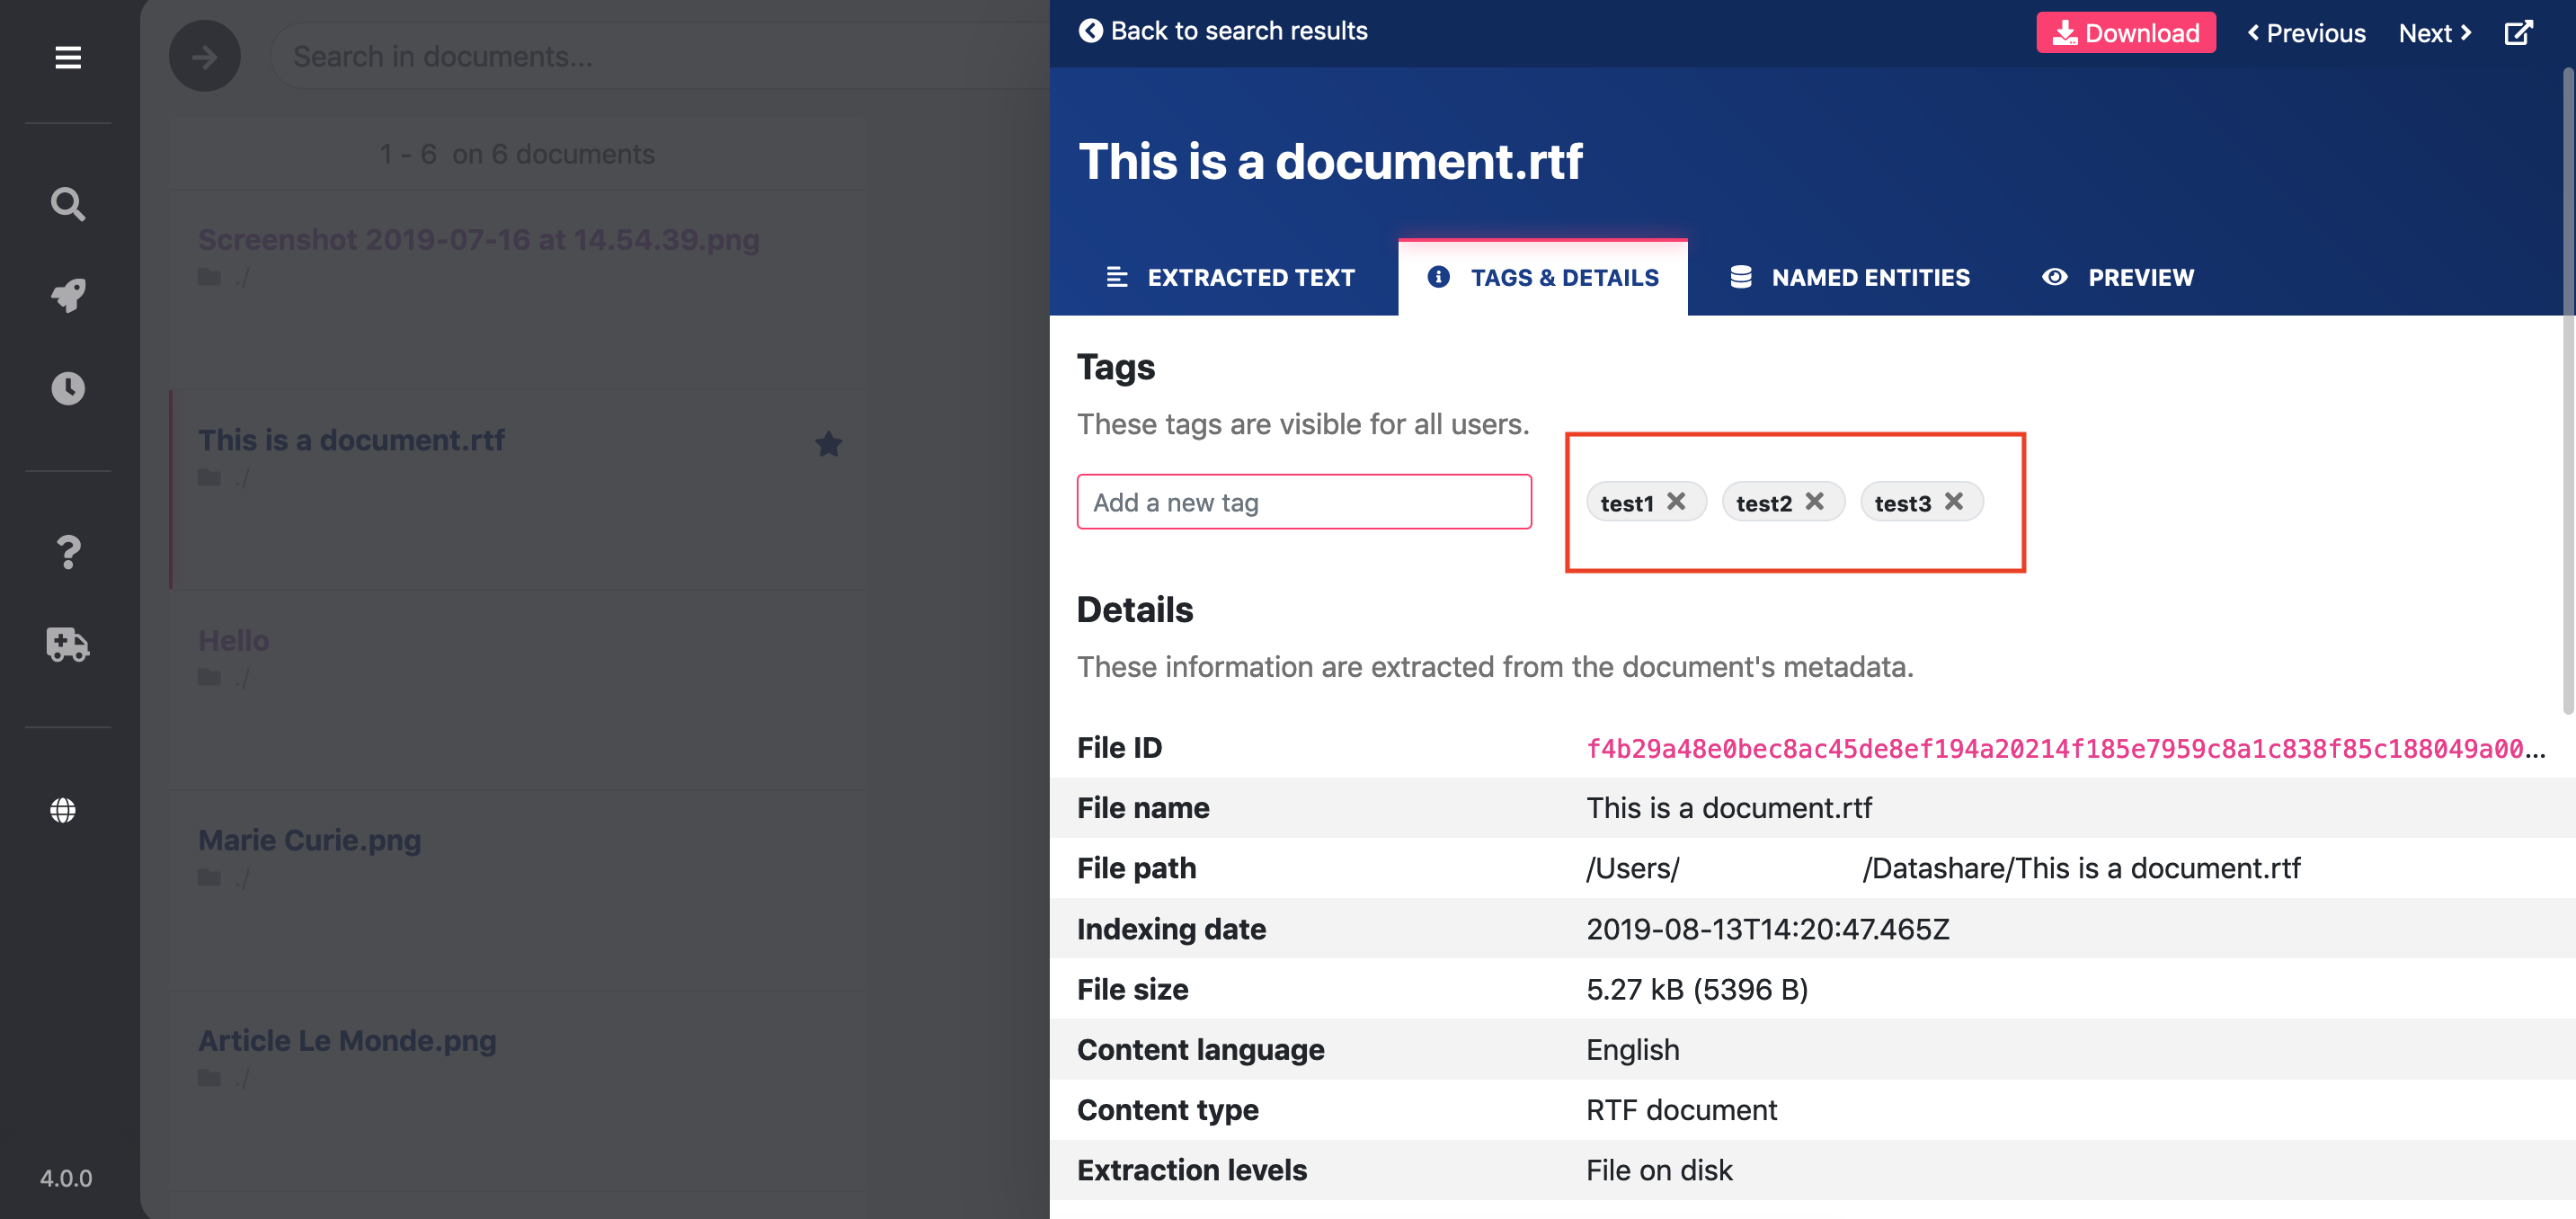 Search in documents...
1 - 6 on 6 documents
Screenshot 2019-07-16 at 14.54.39.png
./
This is a document.rtf
./
Hello
./
Marie Curie.png
./
Article Le Monde.png
./
4.0.0
Back to search results
Download
Previous
Next
This is a document.rtf
EXTRACTED TEXT
TAGS & DETAILS
NAMED ENTITIES
PREVIEW
Tags
These tags are visible for all users.
Add a new tag
test1 test2 test3
Details
These information are extracted from the document's metadata.
File ID f4b29a48e0bec8ac45de8ef194a20214f185e7959c8a1c838f85c188049a00...
File name This is a document.rtf
File path /Users/ /Datashare/This is a document.rtf
Indexing date 2019-08-13T14:20:47.465Z
File size 5.27 kB (5396 B)
Content language English
Content type RTF document
Extraction levels File on disk